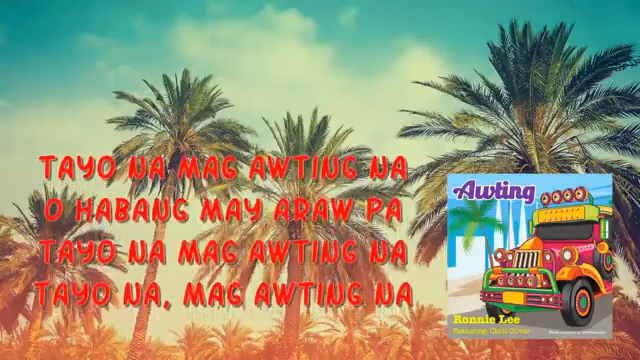 TAYO NA MAG AWTING NA
O HABANG MAY ARAW PA
TAYO NA MAG AWTING NA
TAYO NA, MAG AWTING NA
Awting
Ronnie Lee
Featuring: Chris Oliver